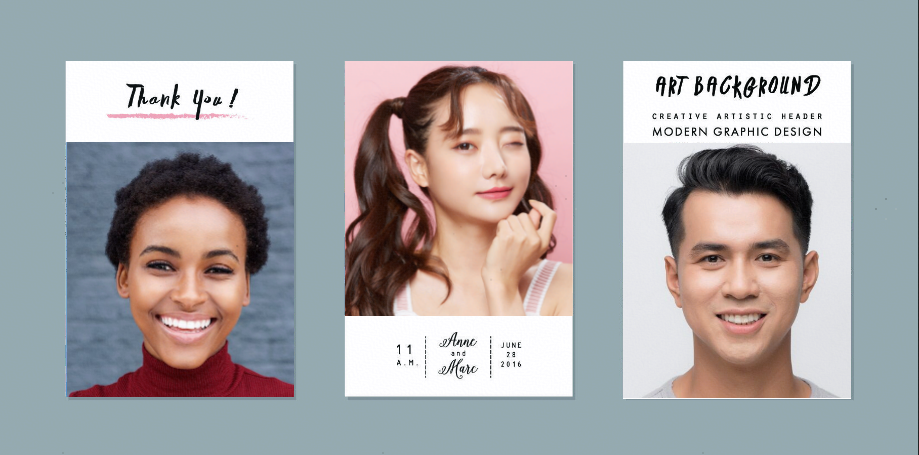 Thank You!
11
A.M.
Anne
and
Marc
JUNE
28
2016
ART BACKGROUND
CREATIVE ARTISTIC HEADER
MODERN GRAPHIC DESIGN